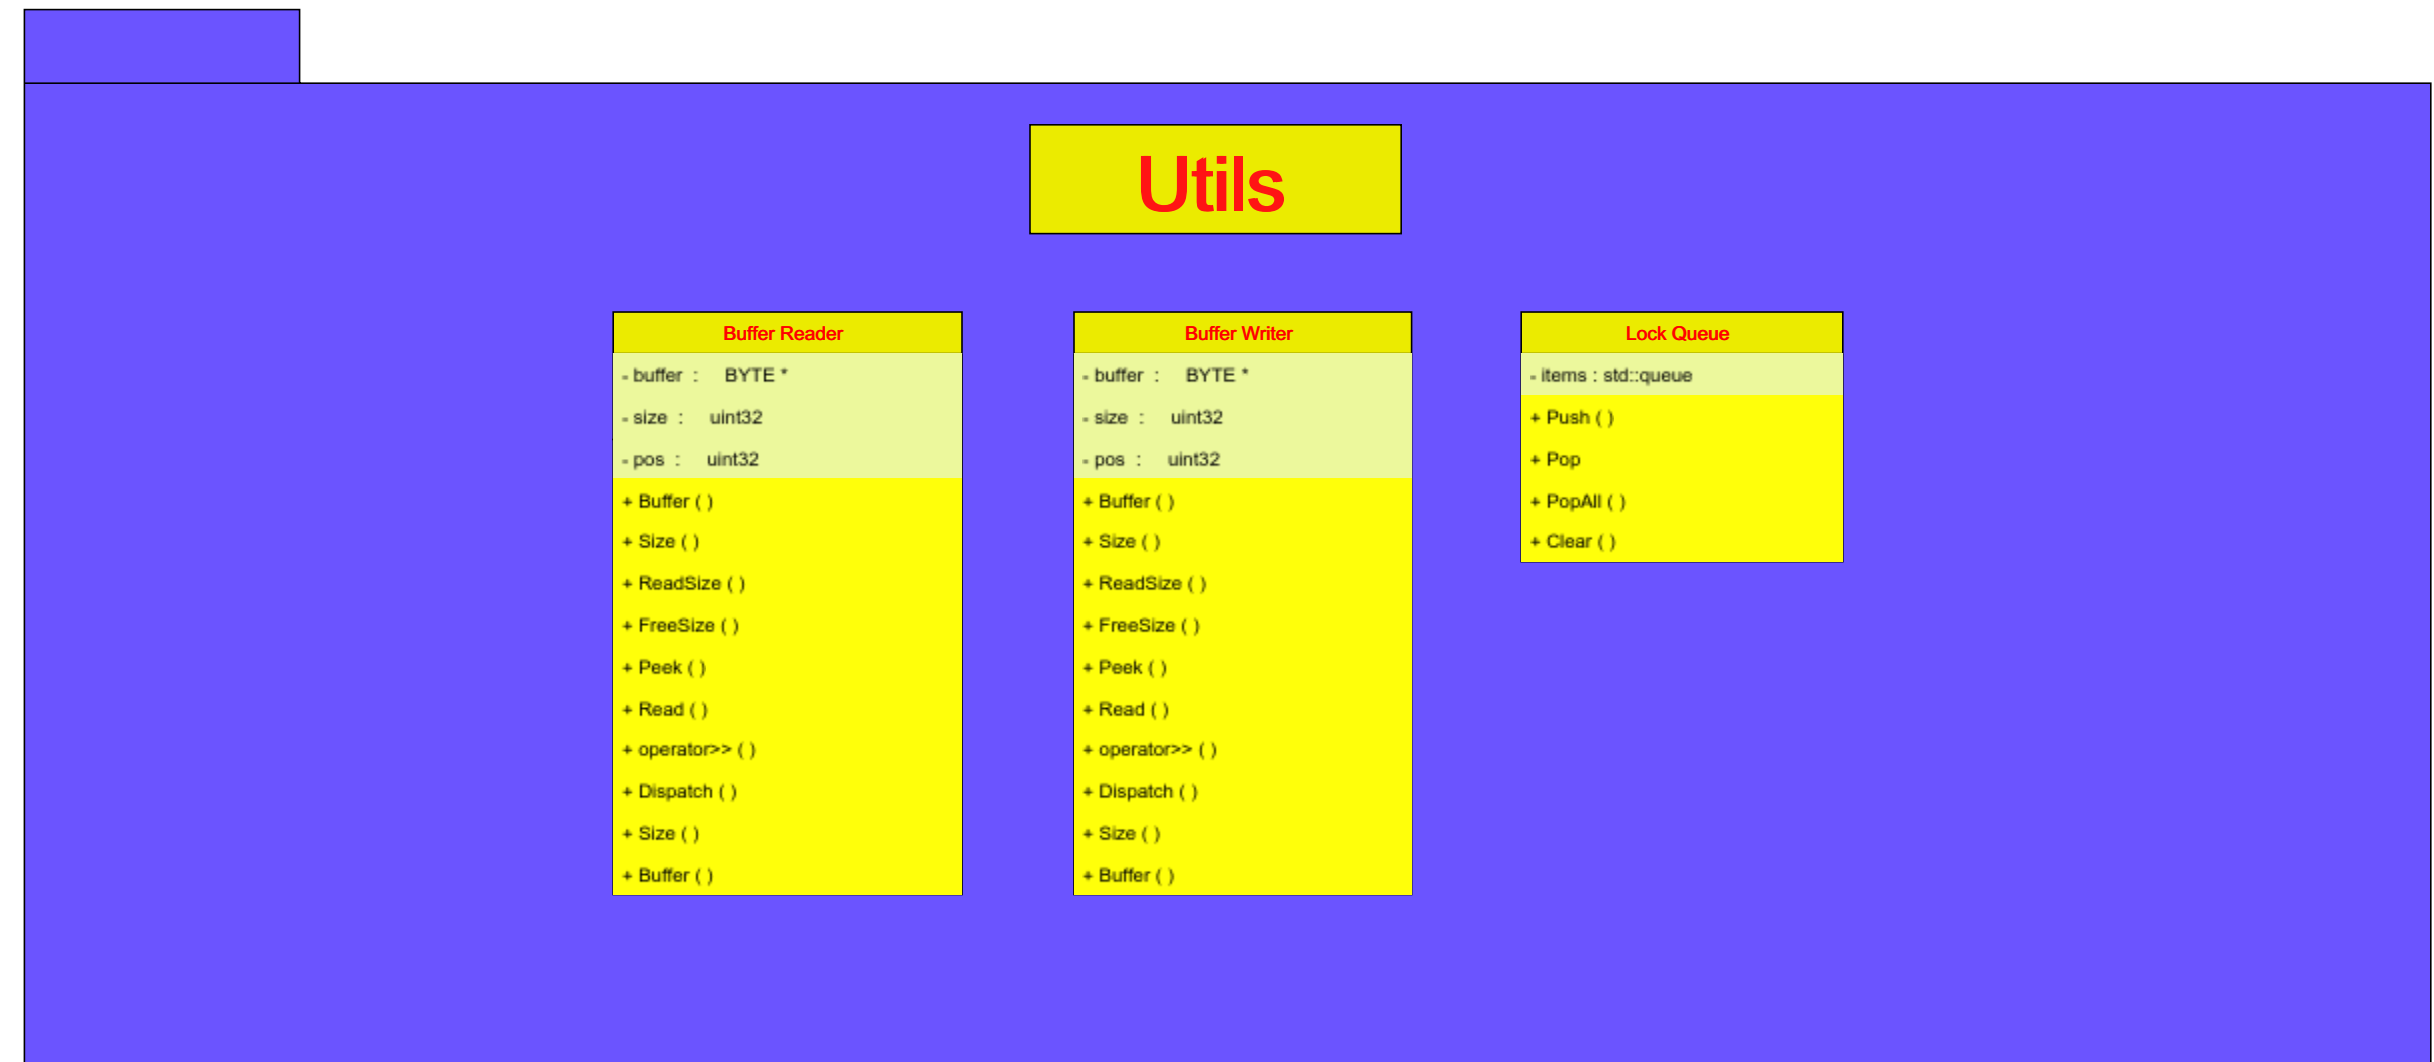 Utils
Buffer Reader
- buffer : BYTE *
- size : uint32
- pos : uint32
+ Buffer ( )
+ Size ( )
+ ReadSize ( )
+ FreeSize ( )
+ Peek ( )
+ Read ( )
+ operator>> ( )
+ Dispatch ( )
+ Size ( )
+ Buffer ( )
Buffer Writer
- buffer : BYTE *
- size : uint32
- pos : uint32
+ Buffer ( )
+ Size ( )
+ ReadSize ( )
+ FreeSize ( )
+ Peek ( )
+ Read ( )
+ operator>> ( )
+ Dispatch ( )
+ Size ( )
+ Buffer ( )
Lock Queue
- items : std::queue
+ Push ( )
+ Pop
+ PopAll ( )
+ Clear ( )